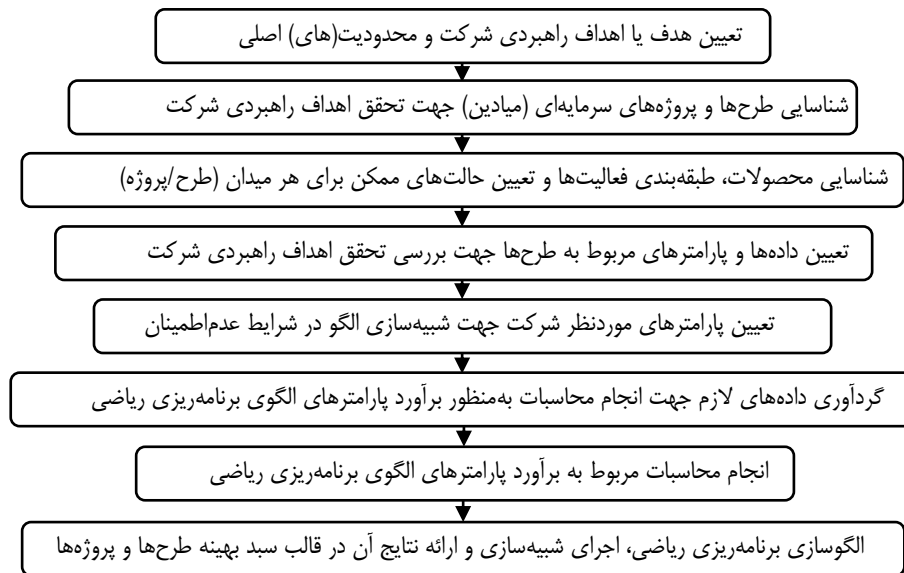 تعیین هدف یا اهداف راهبردی شرکت و محدودیت(های) اصلی
شناسایی طرح‌ها و پروژه‌های سرمایه‌ای (میادین) جهت تحقق اهداف راهبردی شرکت
شناسایی محصولات، طبقه‌بندی فعالیت‌ها و تعیین حالت‌های ممکن برای هر میدان (طرح/پروژه)
تعیین داده‌ها و پارامترهای مربوط به طرح‌ها جهت بررسی تحقق اهداف راهبردی شرکت
تعیین پارامترهای موردنظر شرکت جهت شبیه‌سازی الگو در شرایط عدم‌اطمینان
گردآوری داده‌های لازم جهت انجام محاسبات به‌منظور برآورد پارامترهای الگوی برنامه‌ریزی ریاضی
انجام محاسبات مربوط به برآورد پارامترهای الگوی برنامه‌ریزی ریاضی
الگوسازی برنامه‌ریزی ریاضی، اجرای شبیه‌سازی و ارائه نتایج آن در قالب سبد بهینه طرح‌ها و پروژه‌ها